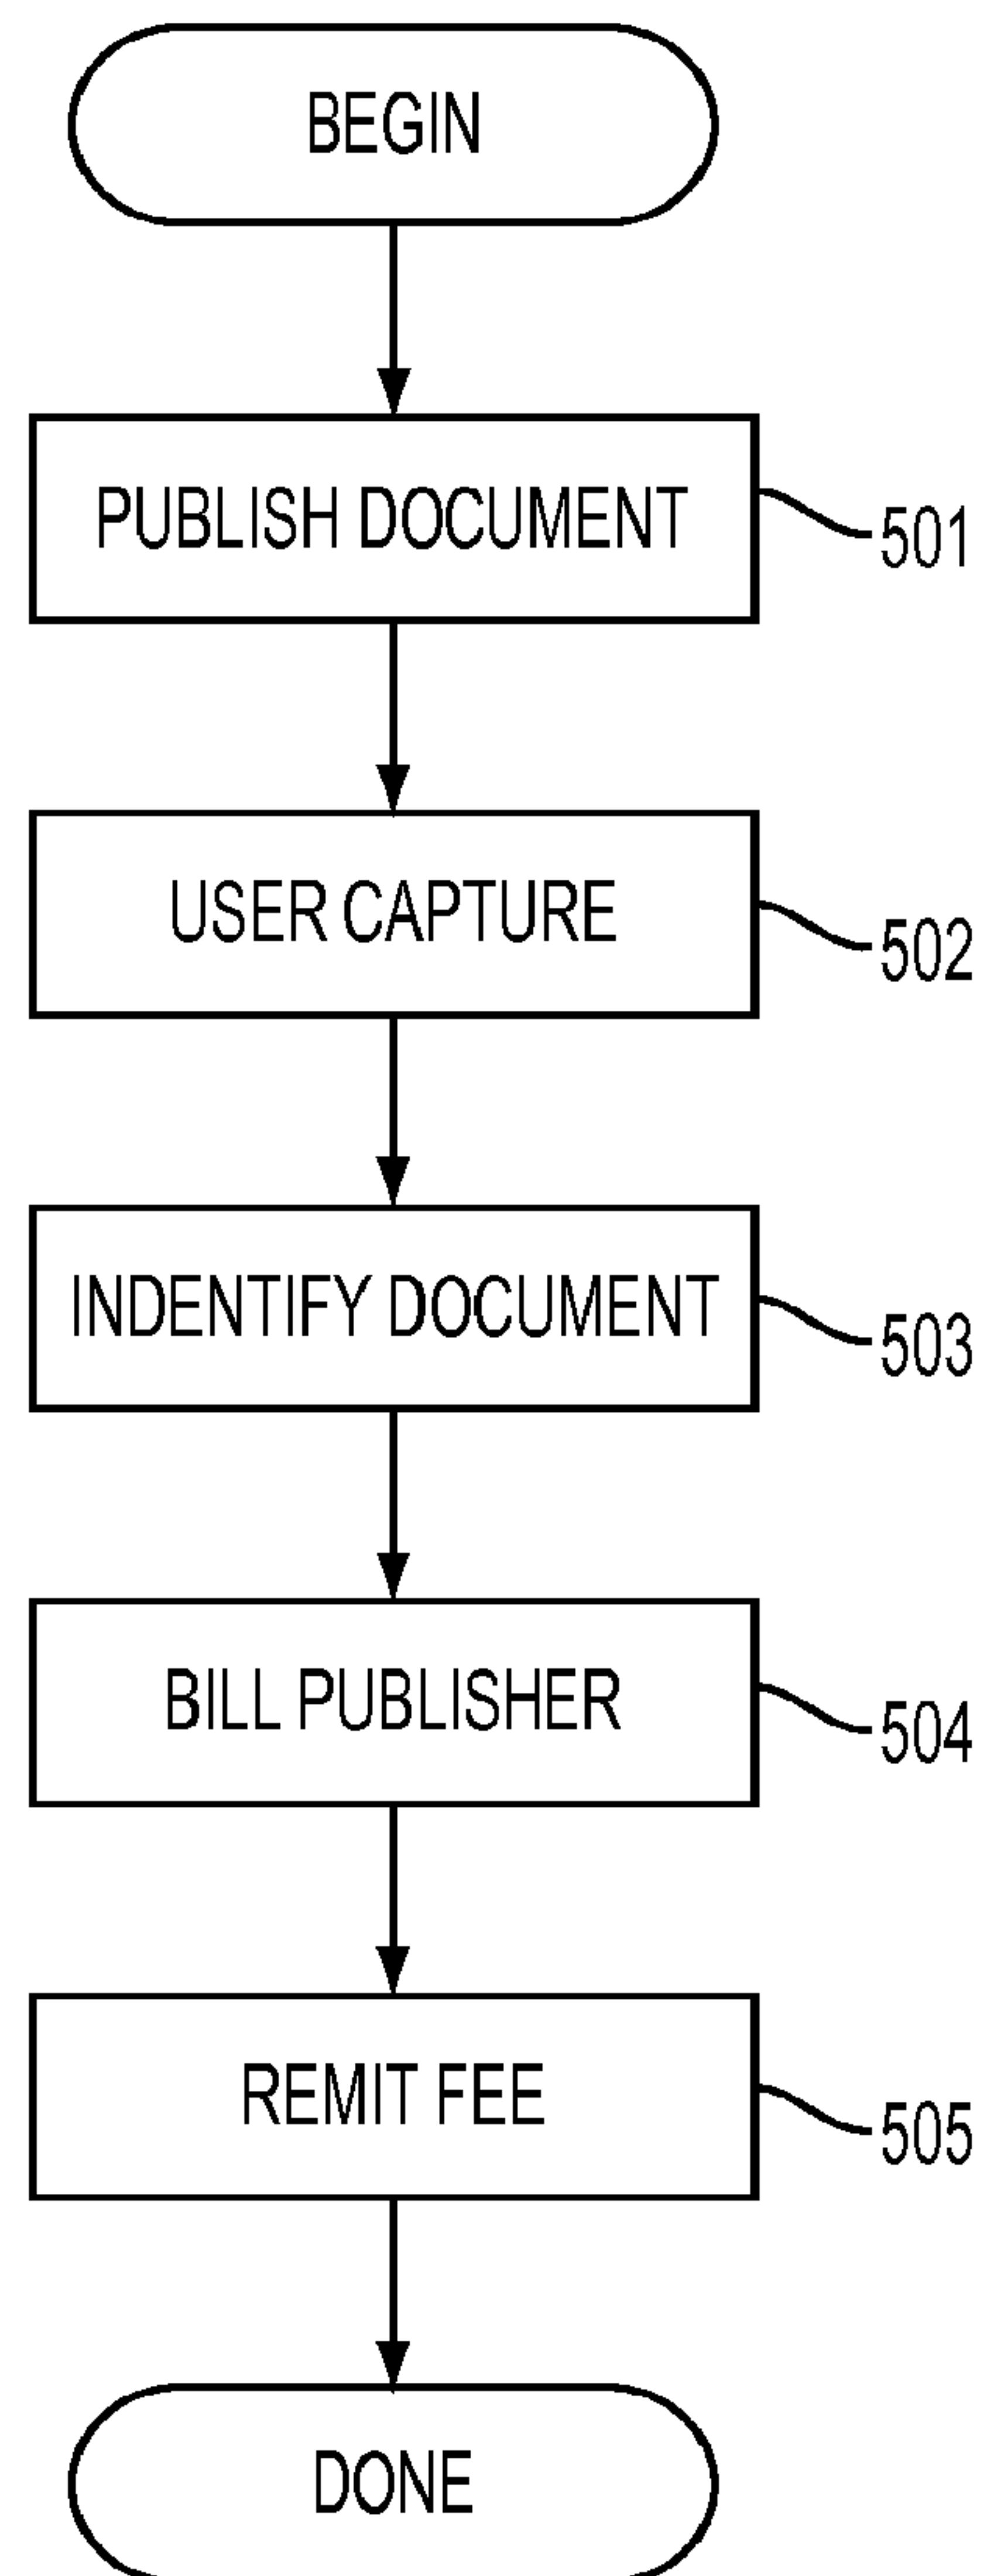 BEGIN
PUBLISH DOCUMENT
501
USER CAPTURE
502
INDENTIFY DOCUMENT
503
BILL PUBLISHER
504
REMIT FEE
505
DONE